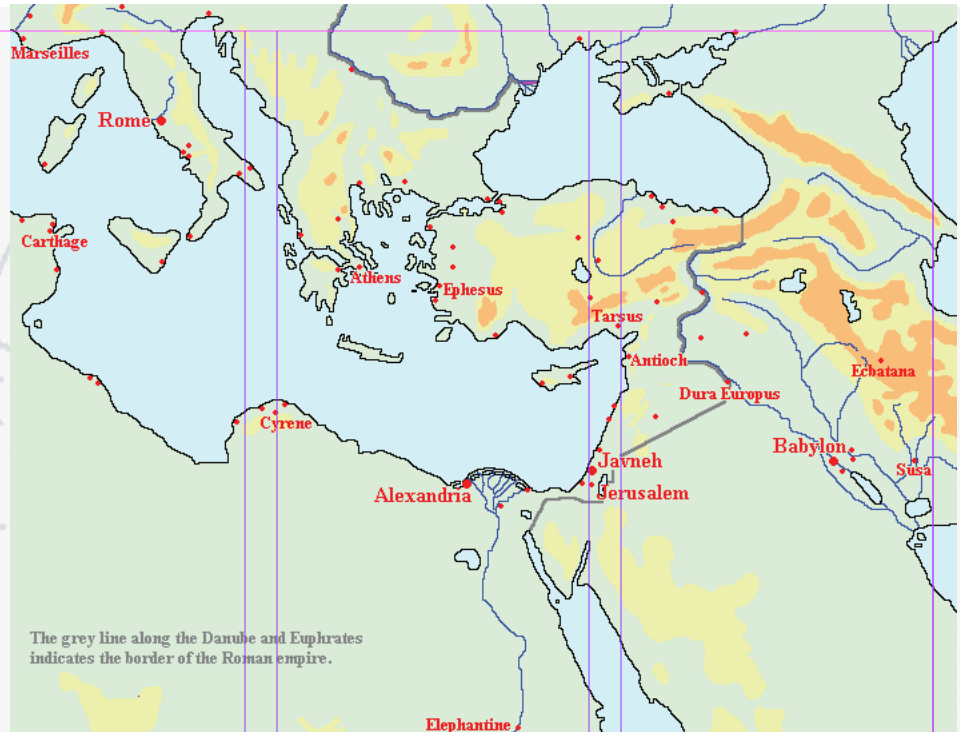 Marseilles
Rome
Carthage
Athens
Ephesus
Tarsus
Antioch
Ecbatana
Dura Europus
Cyrene
Babylon
Javneh
Susa
Alexandria
Jerusalem
The grey line along the Danube and Euphrates
indicates the border of the Roman empire.
Elephantine